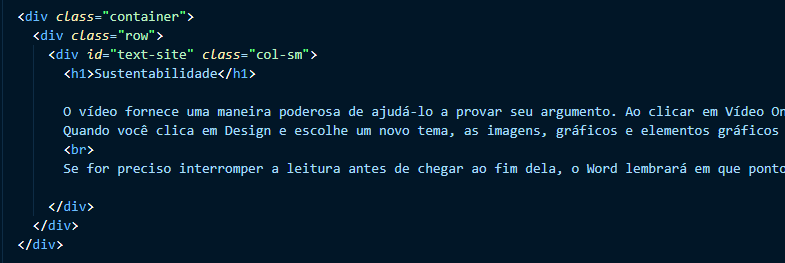 <div class="container">
<div class="row">
<div id="text-site" class="col-sm">
<h1>Sustentabilidade</h1>
O vídeo fornece uma maneira poderosa de ajudá-lo a provar seu argumento. Ao clicar em Vídeo On
Quando você clica em Design e escolhe um novo tema, as imagens, gráficos e elementos gráficos
<br>
Se for preciso interromper a leitura antes de chegar ao fim dela, o Word lembrará em que ponto
</div>
</div>
</div>